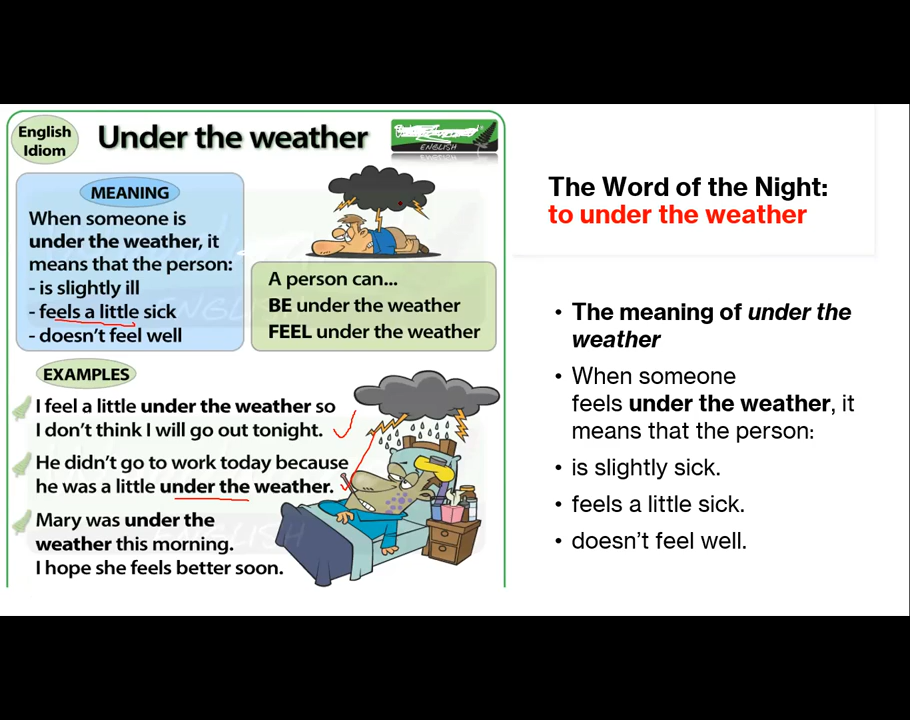 English
Idiom
Under the weather
ENGLISH
MEANING
When someone is
under the weather, it
means that the person:
- is slightly ill
- feels a little sick
- doesn't feel well
A person can...
BE under the weather
FEEL under the weather
EXAMPLES
I feel a little under the weather so
I don't think I will go out tonight.
He didn't go to work today because
he was a little under the weather.
Mary was under the
weather this morning.
I hope she feels better soon.
The Word of the Night:
to under the weather
• The meaning of under the
weather
• When someone
feels under the weather, it
means that the person:
• is slightly sick.
• feels a little sick.
• doesn't feel well.